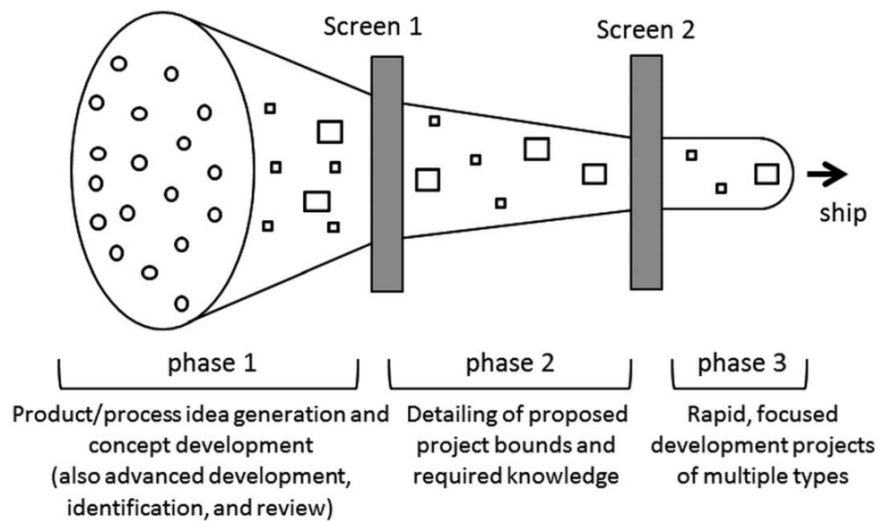 Screen 1
Screen 2
ship
phase 1
phase 2
phase 3
Product/process idea generation and
concept development
(also advanced development,
identification, and review)
Detailing of proposed
project bounds and
required knowledge
Rapid, focused
development projects
of multiple types